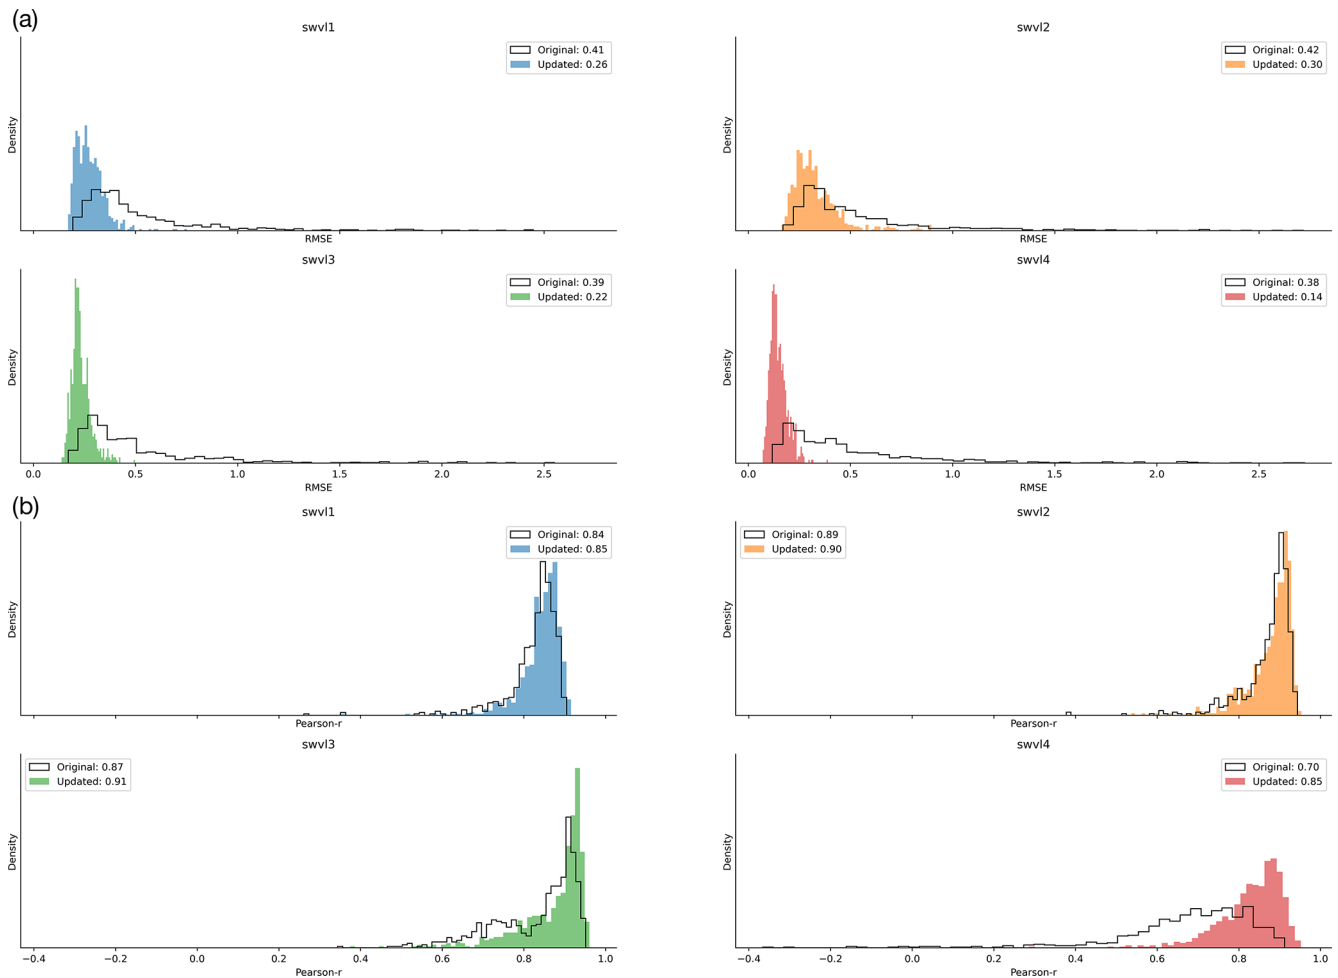 (a)
swvl1
Original: 0.41
Updated: 0.26
Density
RMSE
swvl2
Original: 0.42
Updated: 0.30
Density
RMSE
swvl3
Original: 0.39
Updated: 0.22
Density
0.0 0.5 1.0 1.5 2.0 2.5
RMSE
swvl4
Original: 0.38
Updated: 0.14
Density
0.0 0.5 1.0 1.5 2.0 2.5
RMSE
(b)
swvl1
Original: 0.84
Updated: 0.85
Density
Pearson-r
swvl2
Original: 0.89
Updated: 0.90
Density
Pearson-r
swvl3
Original: 0.87
Updated: 0.91
Density
−0.4 −0.2 0.0 0.2 0.4 0.6 0.8 1.0
Pearson-r
swvl4
Original: 0.70
Updated: 0.85
Density
−0.4 −0.2 0.0 0.2 0.4 0.6 0.8 1.0
Pearson-r